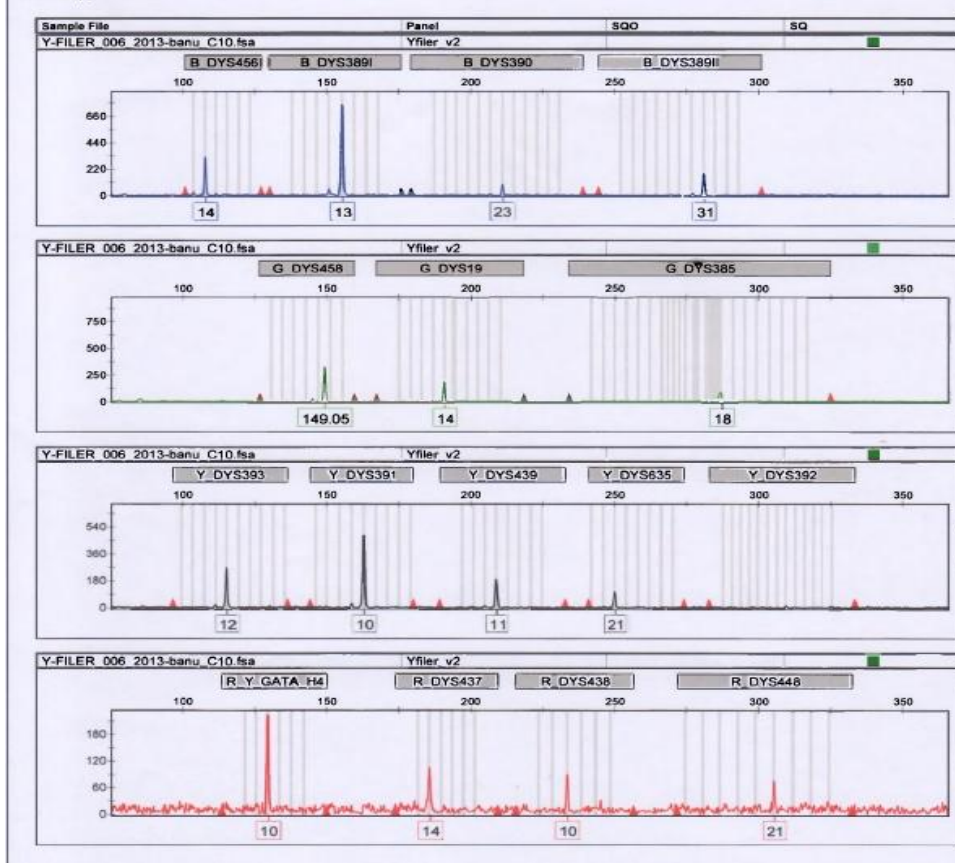 Sample File Panel SQO SQ
Y-FILER_006_2013-banu_C10.fsa Yfiler_v2
B_DYS456 B_DYS389I B_DYS390 B_DYS389II
100 150 200 250 300 350
660
440
220
0
14 13 23 31
Y-FILER_006_2013-banu_C10.fsa Yfiler_v2
G_DYS458 G_DYS19 G_DYS385
100 150 200 250 300 350
750
500
250
0
149.05 14 18
Y-FILER_006_2013-banu_C10.fsa Yfiler_v2
Y_DYS393 Y_DYS391 Y_DYS439 Y_DYS635 Y_DYS392
100 150 200 250 300 350
540
360
180
0
12 10 11 21
Y-FILER_006_2013-banu_C10.fsa Yfiler_v2
R_Y_GATA_H4 R_DYS437 R_DYS438 R_DYS448
100 150 200 250 300 350
180
120
60
0
10 14 10 21